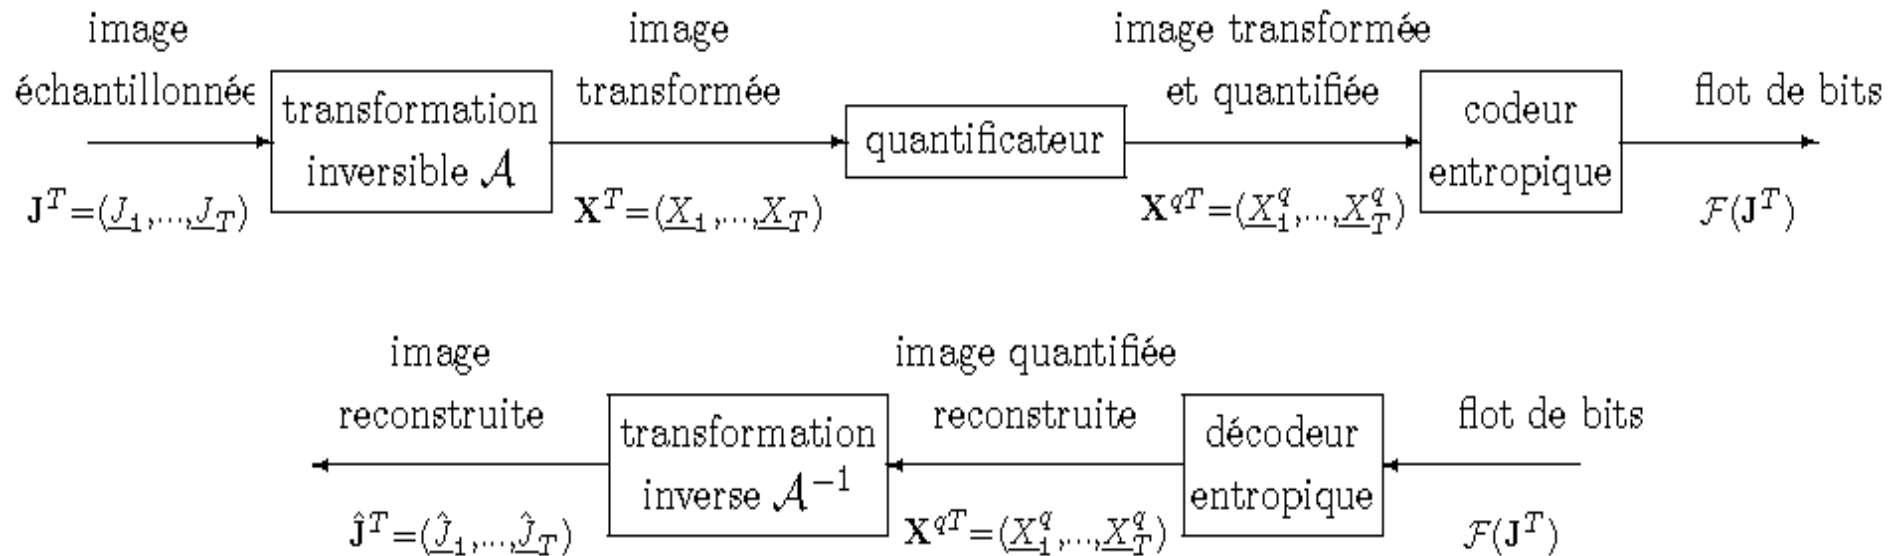 image
échantillonnée
J^T=(J_1,...,J_T)
transformation
inversible 𝒜
image
transformée
X^T=(X_1,...,X_T)
quantificateur
image transformée
et quantifiée
X^{qT}=(X_1^q,...,X_T^q)
codeur
entropique
flot de bits
ℱ(J^T)
image
reconstruite
Ĵ^T=(Ĵ_1,...,Ĵ_T)
transformation
inverse 𝒜^{-1}
image quantifiée
reconstruite
X^{qT}=(X_1^q,...,X_T^q)
décodeur
entropique
flot de bits
ℱ(J^T)